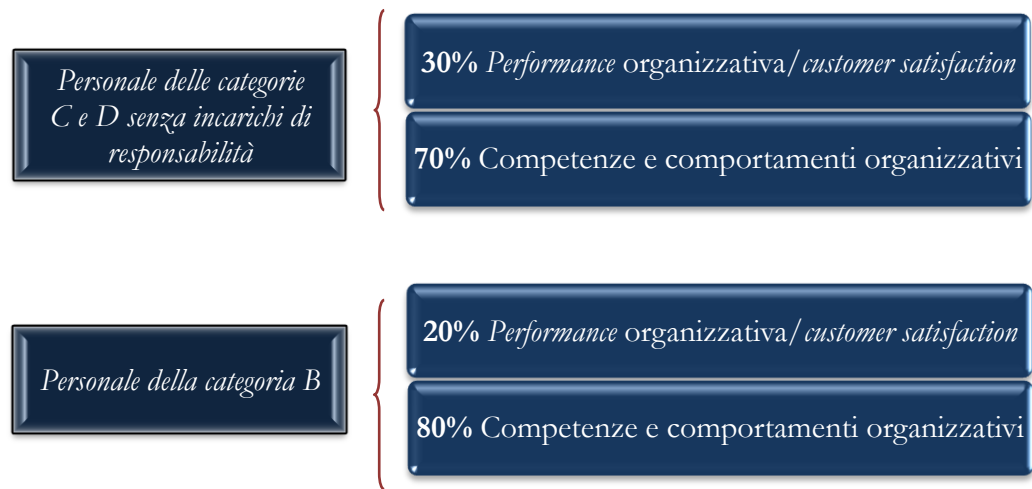 Personale delle categorie
C e D senza incarichi di
responsabilità
30% Performance organizzativa/customer satisfaction
70% Competenze e comportamenti organizzativi
Personale della categoria B
20% Performance organizzativa/customer satisfaction
80% Competenze e comportamenti organizzativi